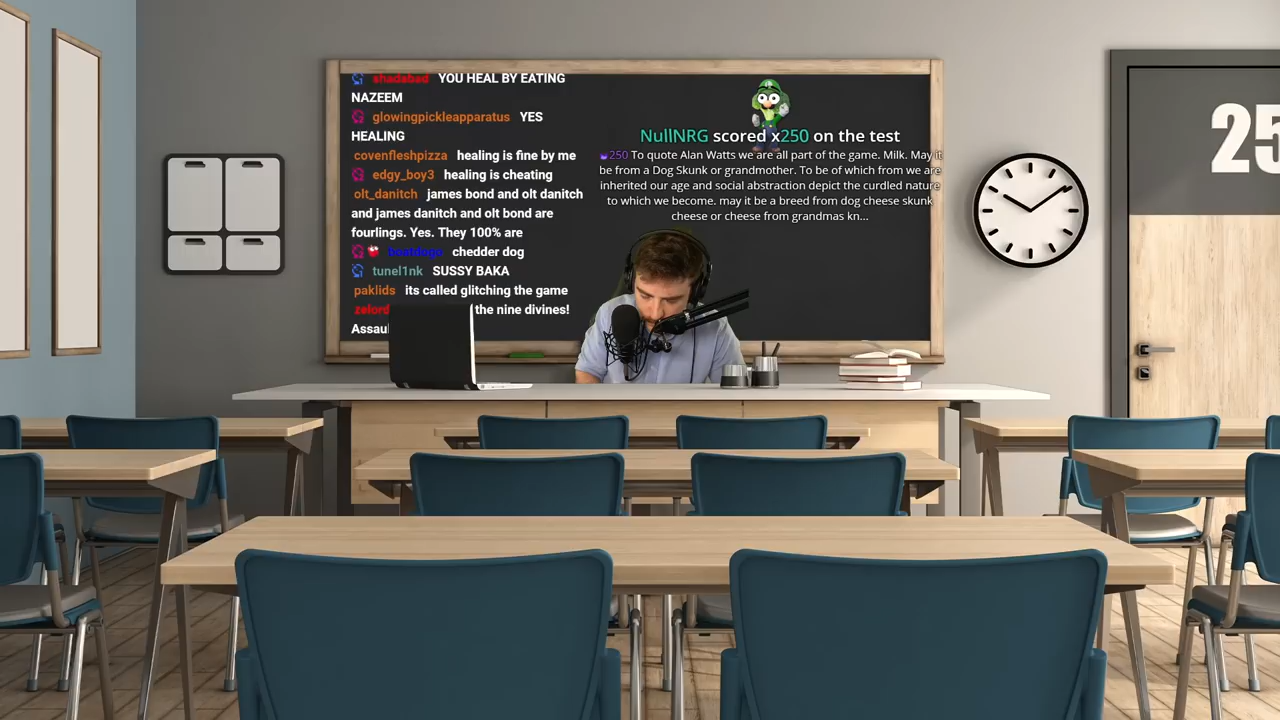 shadabad YOU HEAL BY EATING
NAZEEM
glowingpickleapparatus YES
HEALING
covenfleshpizza healing is fine by me
edgy_boy3 healing is cheating
olt_danitch james bond and olt danitch
and james danitch and olt bond are
fourlings. Yes. They 100% are
chedder dog
tunel1nk SUSSY BAKA
paklids its called glitching the game
the nine divines!
NullNRG scored x250 on the test
250 To quote Alan Watts we are all part of the game. Milk. May it
be from a Dog Skunk or grandmother. To be of which from we are
inherited our age and social abstraction depict the curdled nature
to which we become. may it be a breed from dog cheese skunk
cheese or cheese from grandmas kn...
25